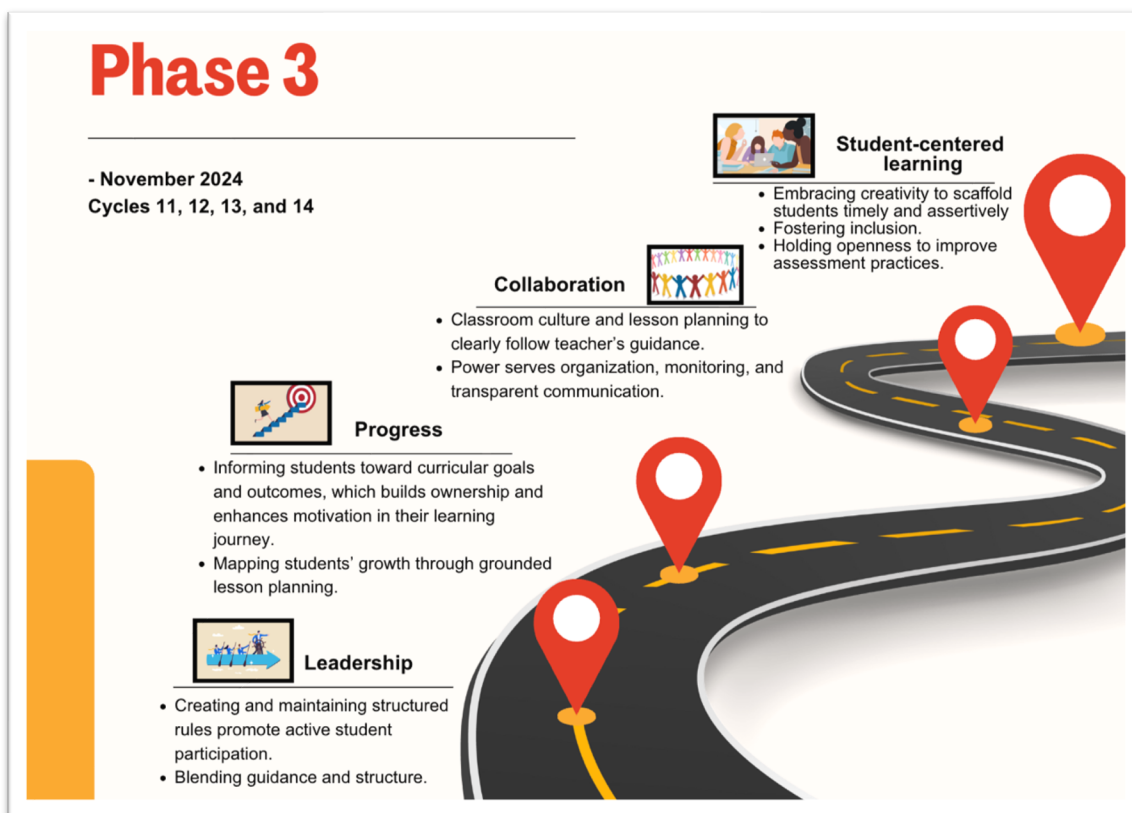 Phase 3
- November 2024
Cycles 11, 12, 13, and 14
Student-centered
learning
• Embracing creativity to scaffold
students timely and assertively
• Fostering inclusion.
• Holding openness to improve
assessment practices.
Collaboration
• Classroom culture and lesson planning to
clearly follow teacher’s guidance.
• Power serves organization, monitoring, and
transparent communication.
Progress
• Informing students toward curricular goals
and outcomes, which builds ownership and
enhances motivation in their learning
journey.
• Mapping students’ growth through grounded
lesson planning.
Leadership
• Creating and maintaining structured
rules promote active student
participation.
• Blending guidance and structure.